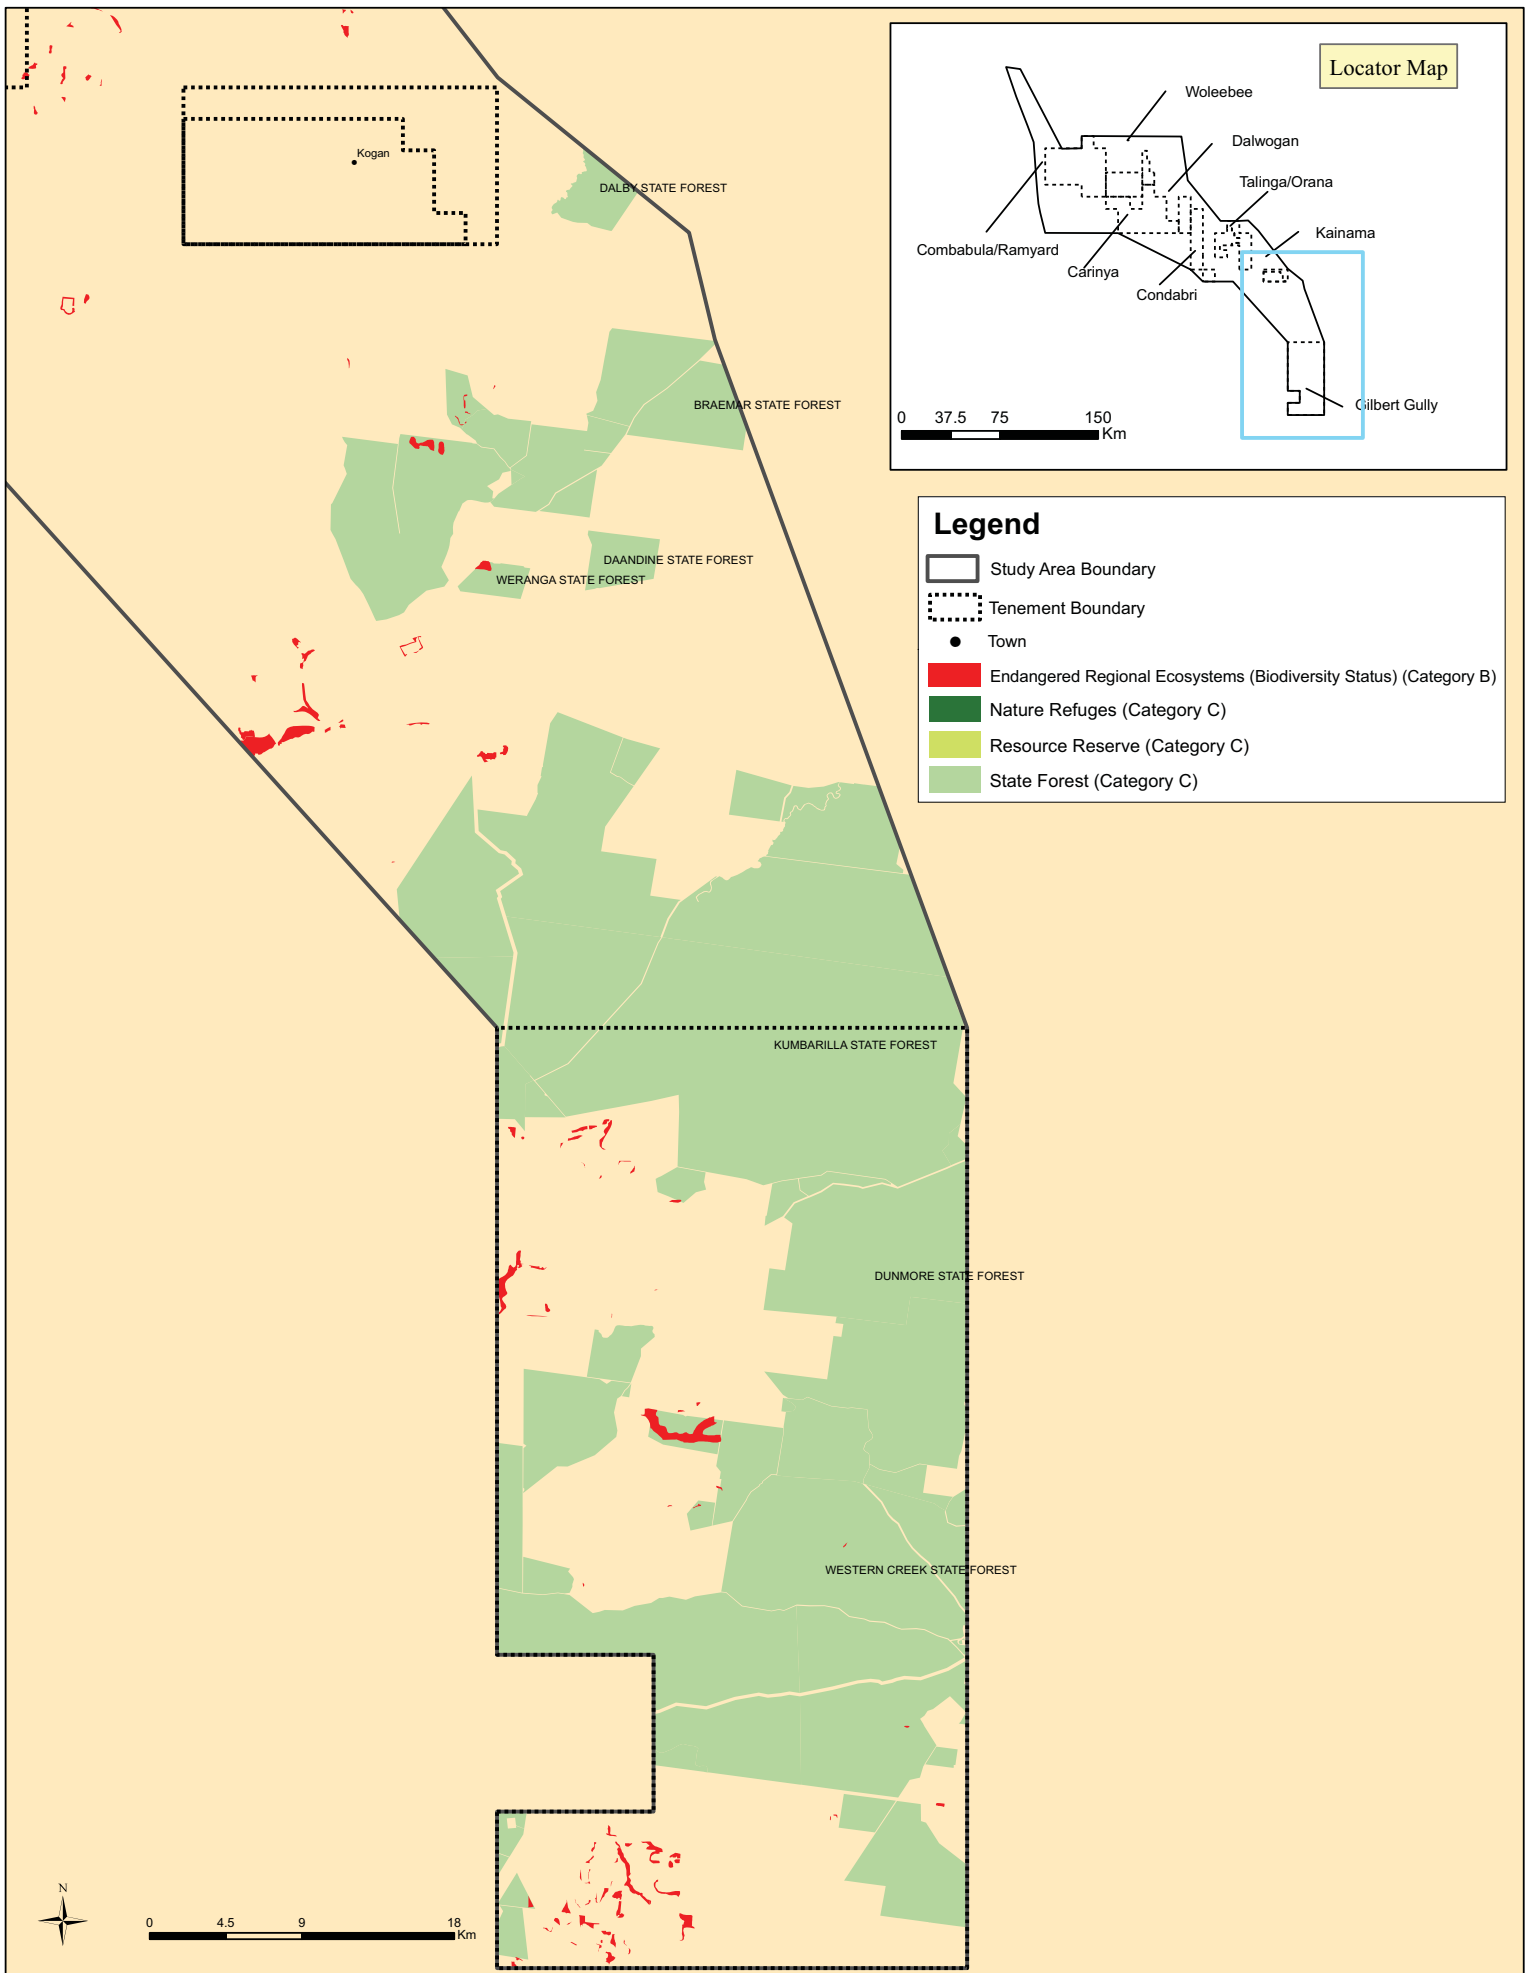 Kogan
DALBY STATE FOREST
BRAEMAR STATE FOREST
DAANDINE STATE FOREST
WERANGA STATE FOREST
KUMBARILLA STATE FOREST
DUNMORE STATE FOREST
WESTERN CREEK STATE FOREST
N
0 4.5 9 18
Km
Locator Map
Woleebee
Dalwogan
Talinga/Orana
Kainama
Combabula/Ramyard
Carinya
Condabri
Gilbert Gully
0 37.5 75 150
Km
Legend
Study Area Boundary
Tenement Boundary
Town
Endangered Regional Ecosystems (Biodiversity Status) (Category B)
Nature Refuges (Category C)
Resource Reserve (Category C)
State Forest (Category C)